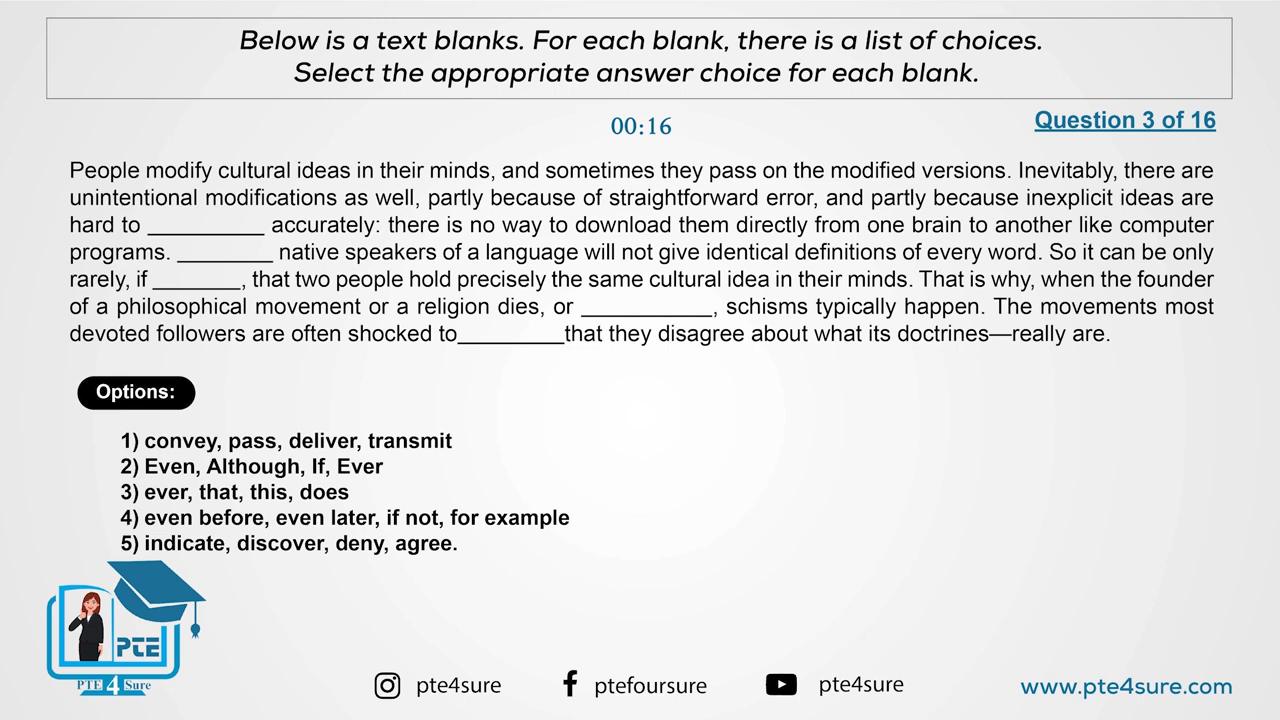 Below is a text blanks. For each blank, there is a list of choices.
Select the appropriate answer choice for each blank.
00:16
Question 3 of 16
People modify cultural ideas in their minds, and sometimes they pass on the modified versions. Inevitably, there are
unintentional modifications as well, partly because of straightforward error, and partly because inexplicit ideas are
hard to __________ accurately: there is no way to download them directly from one brain to another like computer
programs. ________ native speakers of a language will not give identical definitions of every word. So it can be only
rarely, if _______, that two people hold precisely the same cultural idea in their minds. That is why, when the founder
of a philosophical movement or a religion dies, or ___________, schisms typically happen. The movements most
devoted followers are often shocked to_________that they disagree about what its doctrines—really are.
Options:
1) convey, pass, deliver, transmit
2) Even, Although, If, Ever
3) ever, that, this, does
4) even before, even later, if not, for example
5) indicate, discover, deny, agree.
PTE
PTE 4 Sure
pte4sure
ptefoursure
pte4sure
www.pte4sure.com